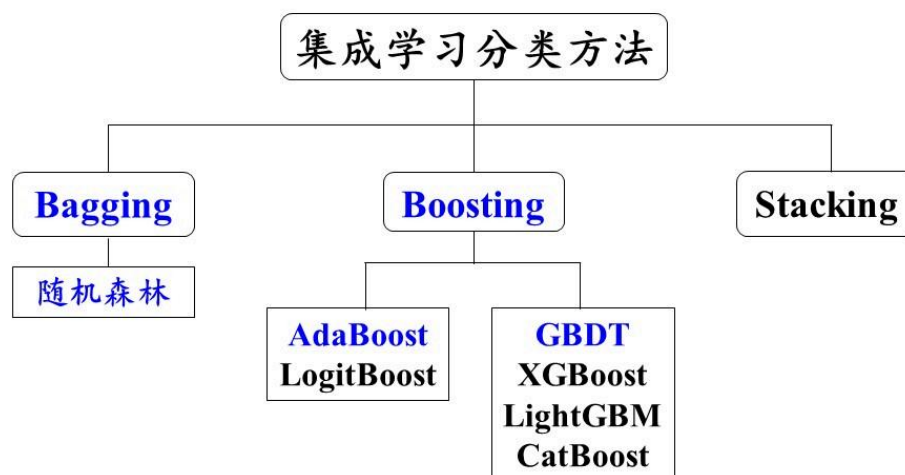 集成学习分类方法
Bagging
Boosting
Stacking
随机森林
AdaBoost
LogitBoost
GBDT
XGBoost
LightGBM
CatBoost